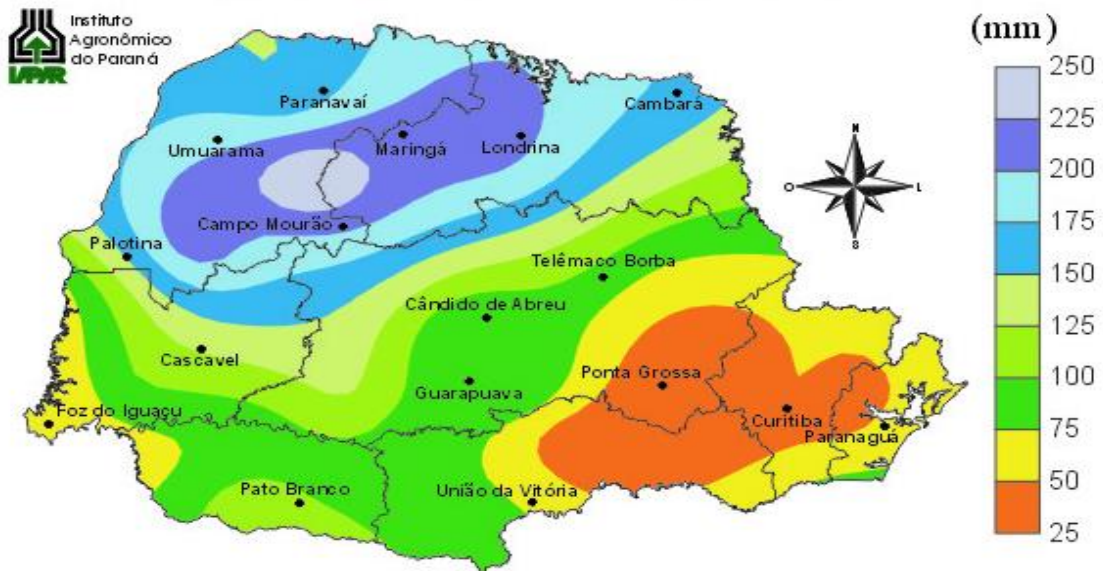 Instituto
Agronômico
do Paraná
IAPAR
(mm)
250
225
200
175
150
125
100
75
50
25
N
O
L
S
Paranavaí
Cambará
Umuarama
Maringá
Londrina
Campo Mourão
Palotina
Telêmaco Borba
Cândido de Abreu
Cascavel
Ponta Grossa
Guarapuava
Foz do Iguaçu
Curitiba
Paranaguá
Pato Branco
União da Vitória